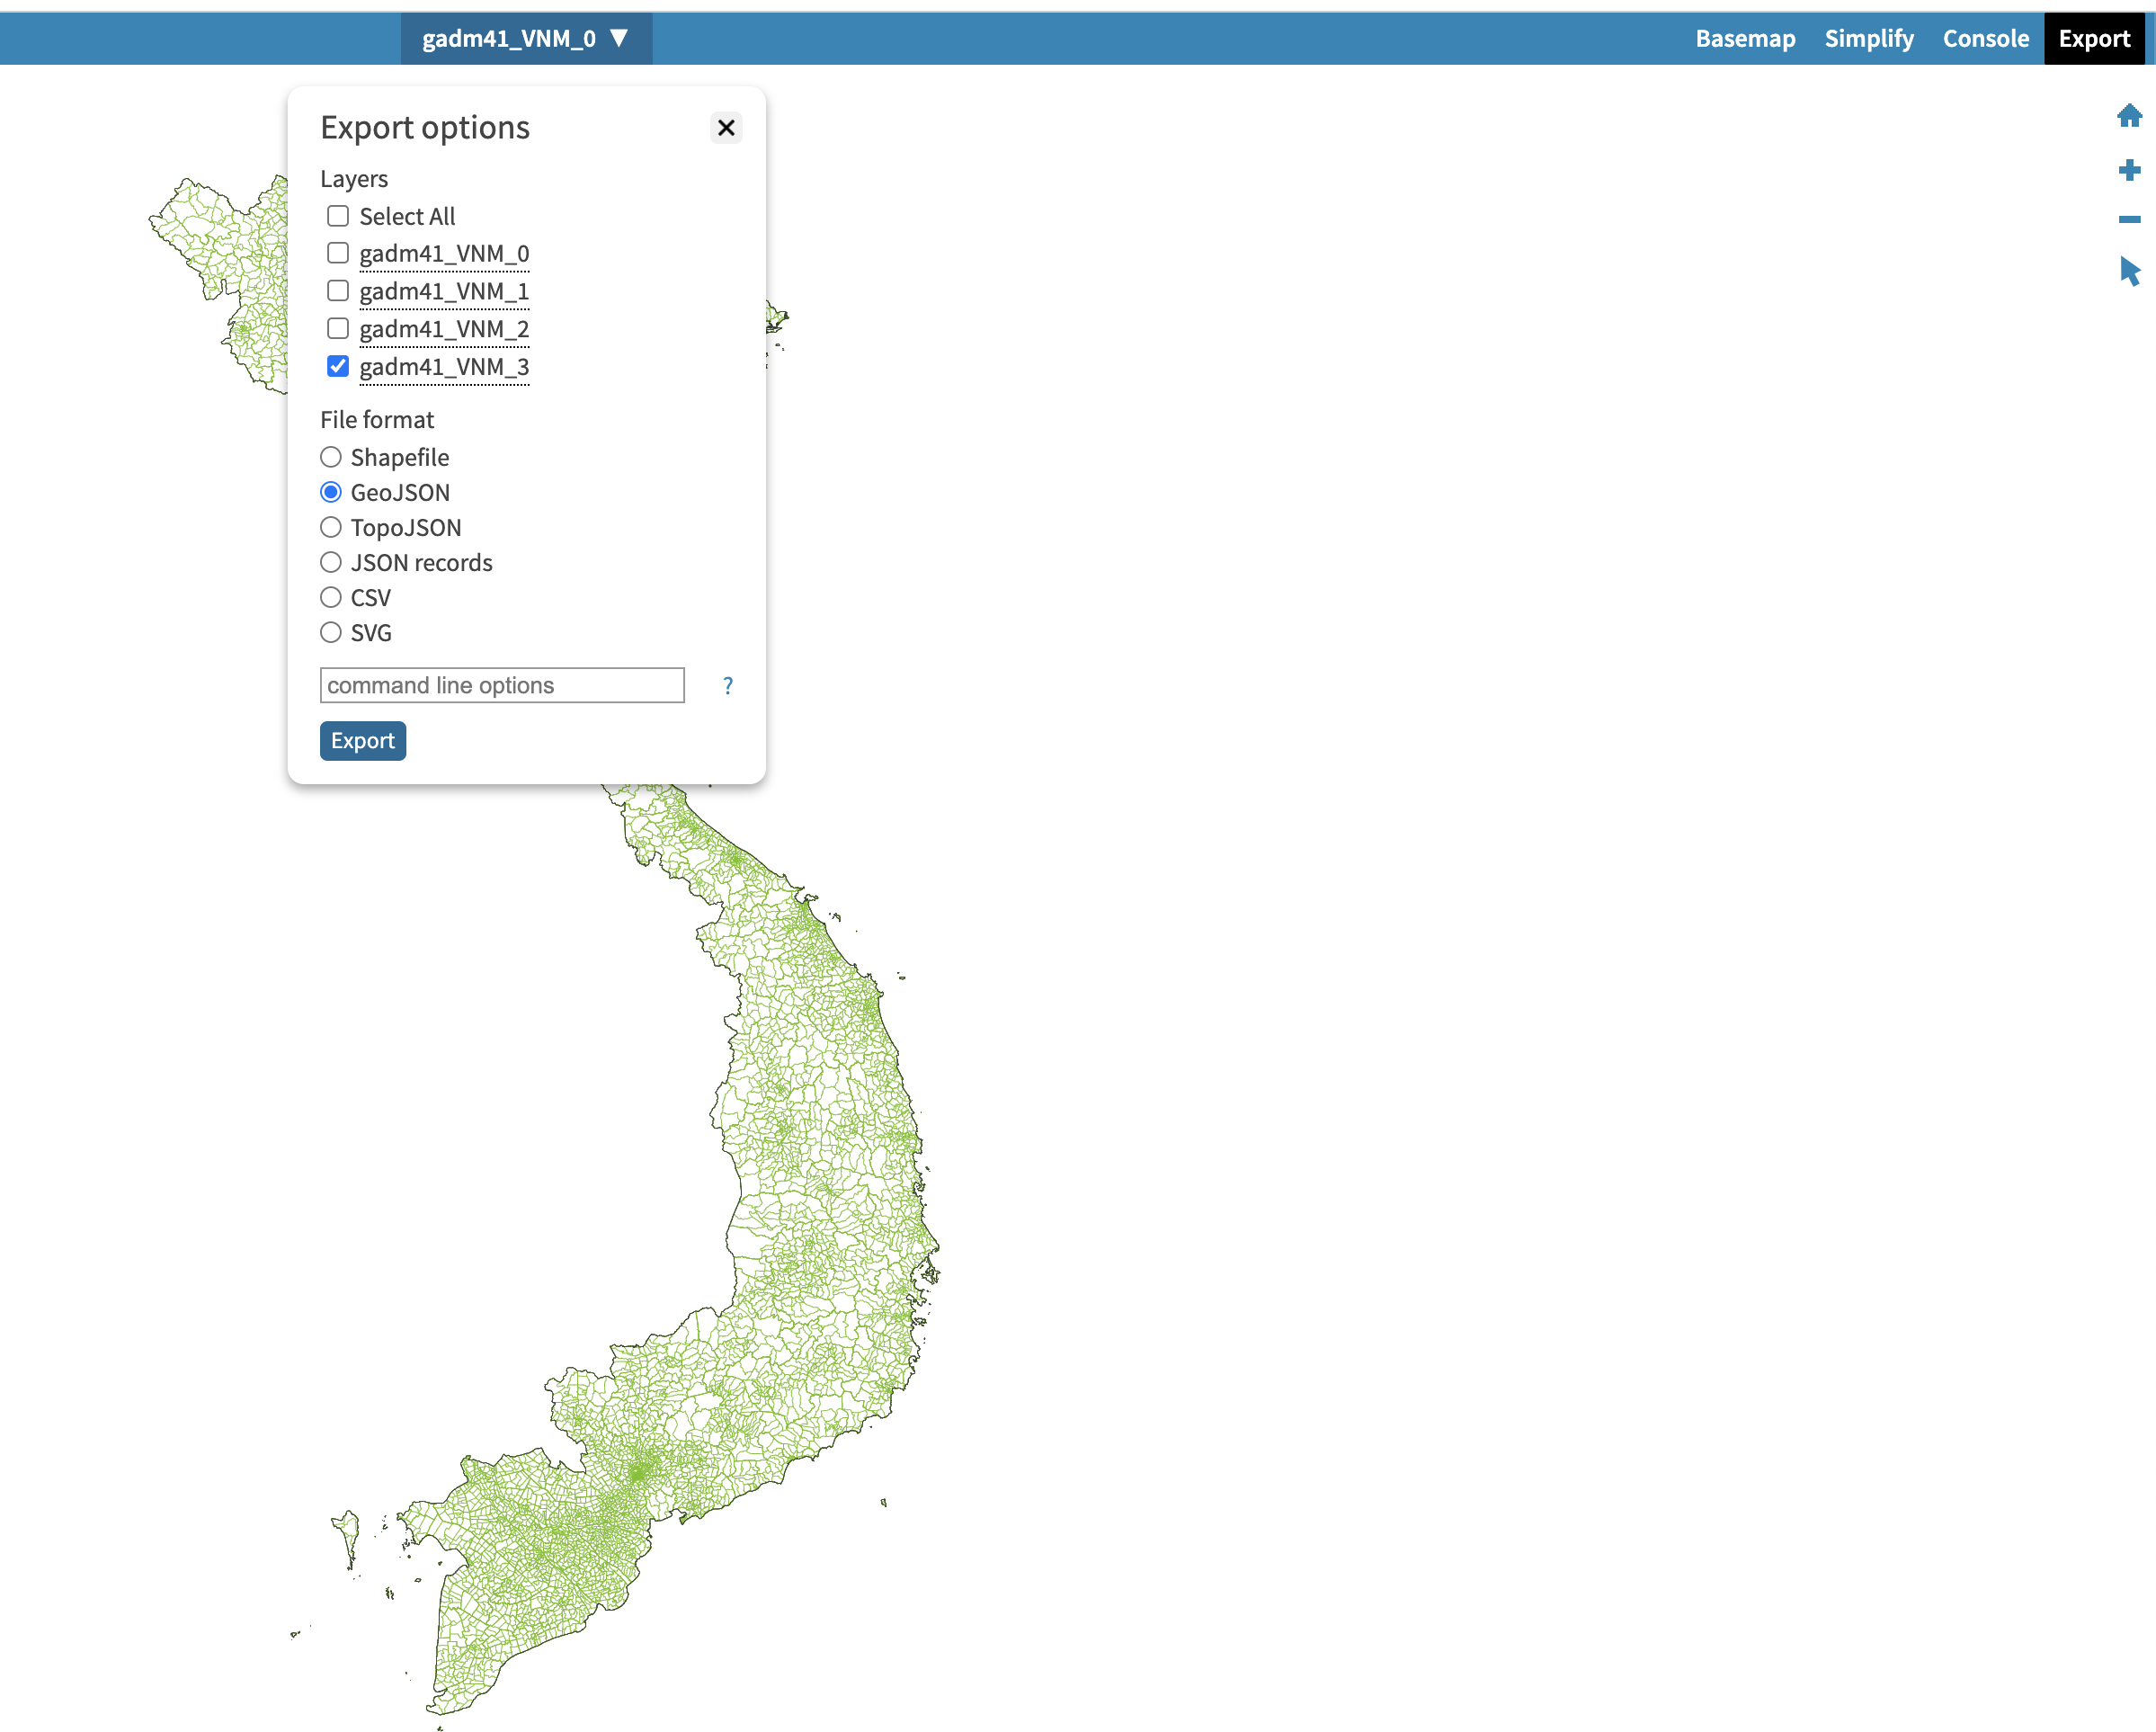 gadm41_VNM_0 ▼
Basemap Simplify Console Export
Export options
Layers
Select All
gadm41_VNM_0
gadm41_VNM_1
gadm41_VNM_2
gadm41_VNM_3
File format
Shapefile
GeoJSON
TopoJSON
JSON records
CSV
SVG
command line options ?
Export